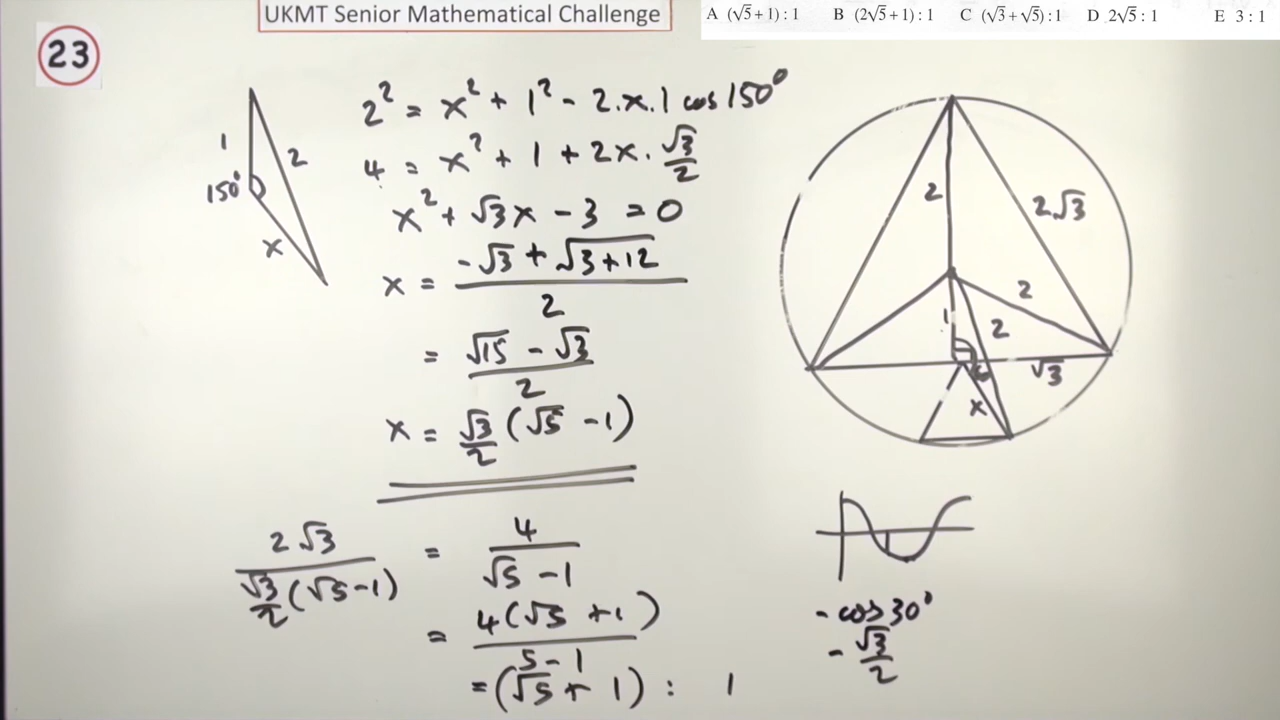 UKMT Senior Mathematical Challenge
A (√5+1) : 1 B (2√5+1) : 1 C (√3+√5) : 1 D 2√5 : 1 E 3 : 1
23
1
2
150°
x
2² = x² + 1² - 2.x.1 cos 150°
4 = x² + 1 + 2x . √3/2
x² + √3x - 3 = 0
x = (-√3 + √(3+12))/2
= (√15 - √3)/2
x = √3/2 (√5 - 1)
2√3/(√3/2 (√5-1)) = 4/(√5 - 1)
= 4(√5 + 1)/(5 - 1)
= (√5 + 1) : 1
2
2√3
2
1
2
√3
x
- cos 30°
- √3/2